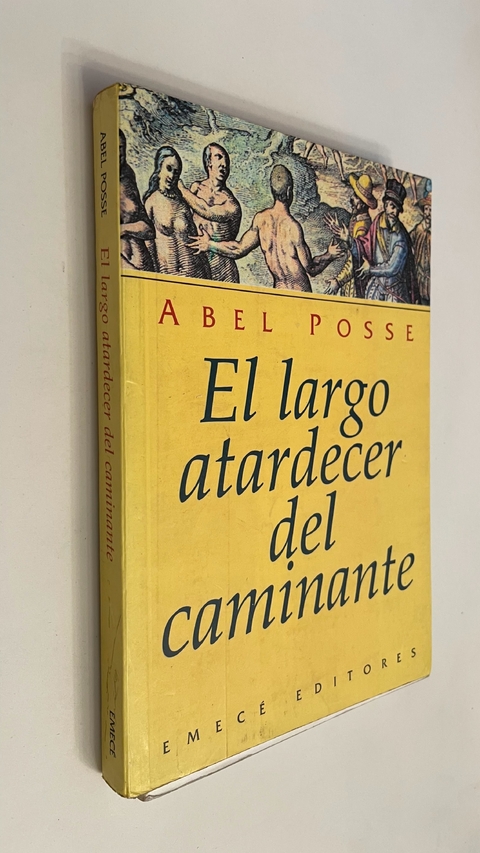 ABEL POSSE
El largo
atardecer
del
caminante
EMECÉ EDITORES
ABEL POSSE
El largo atardecer del caminante
EMECÉ